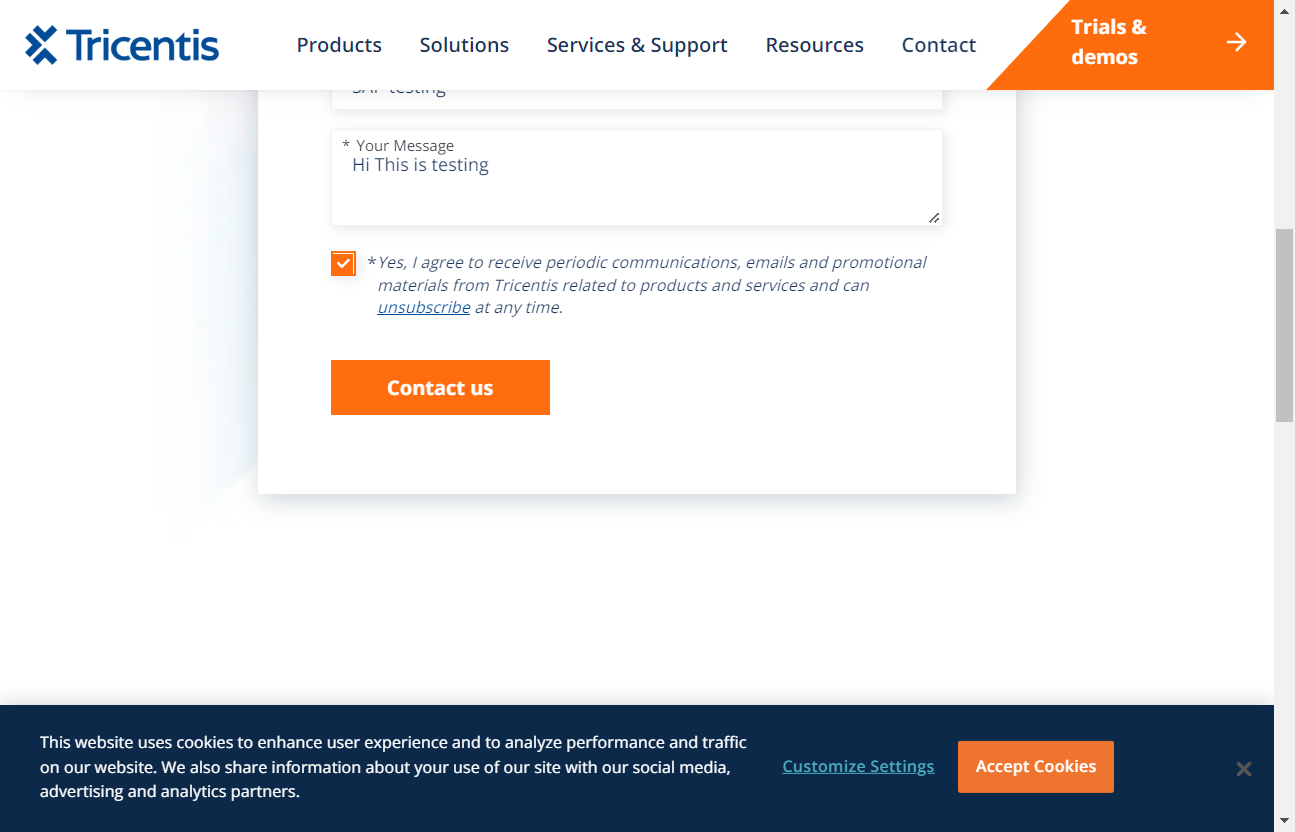 Tricentis
Products
Solutions
Services & Support
Resources
Contact
Trials &
demos
SAP testing
* Your Message
Hi This is testing
*Yes, I agree to receive periodic communications, emails and promotional
materials from Tricentis related to products and services and can
unsubscribe at any time.
Contact us
This website uses cookies to enhance user experience and to analyze performance and traffic
on our website. We also share information about your use of our site with our social media,
advertising and analytics partners.
Customize Settings
Accept Cookies